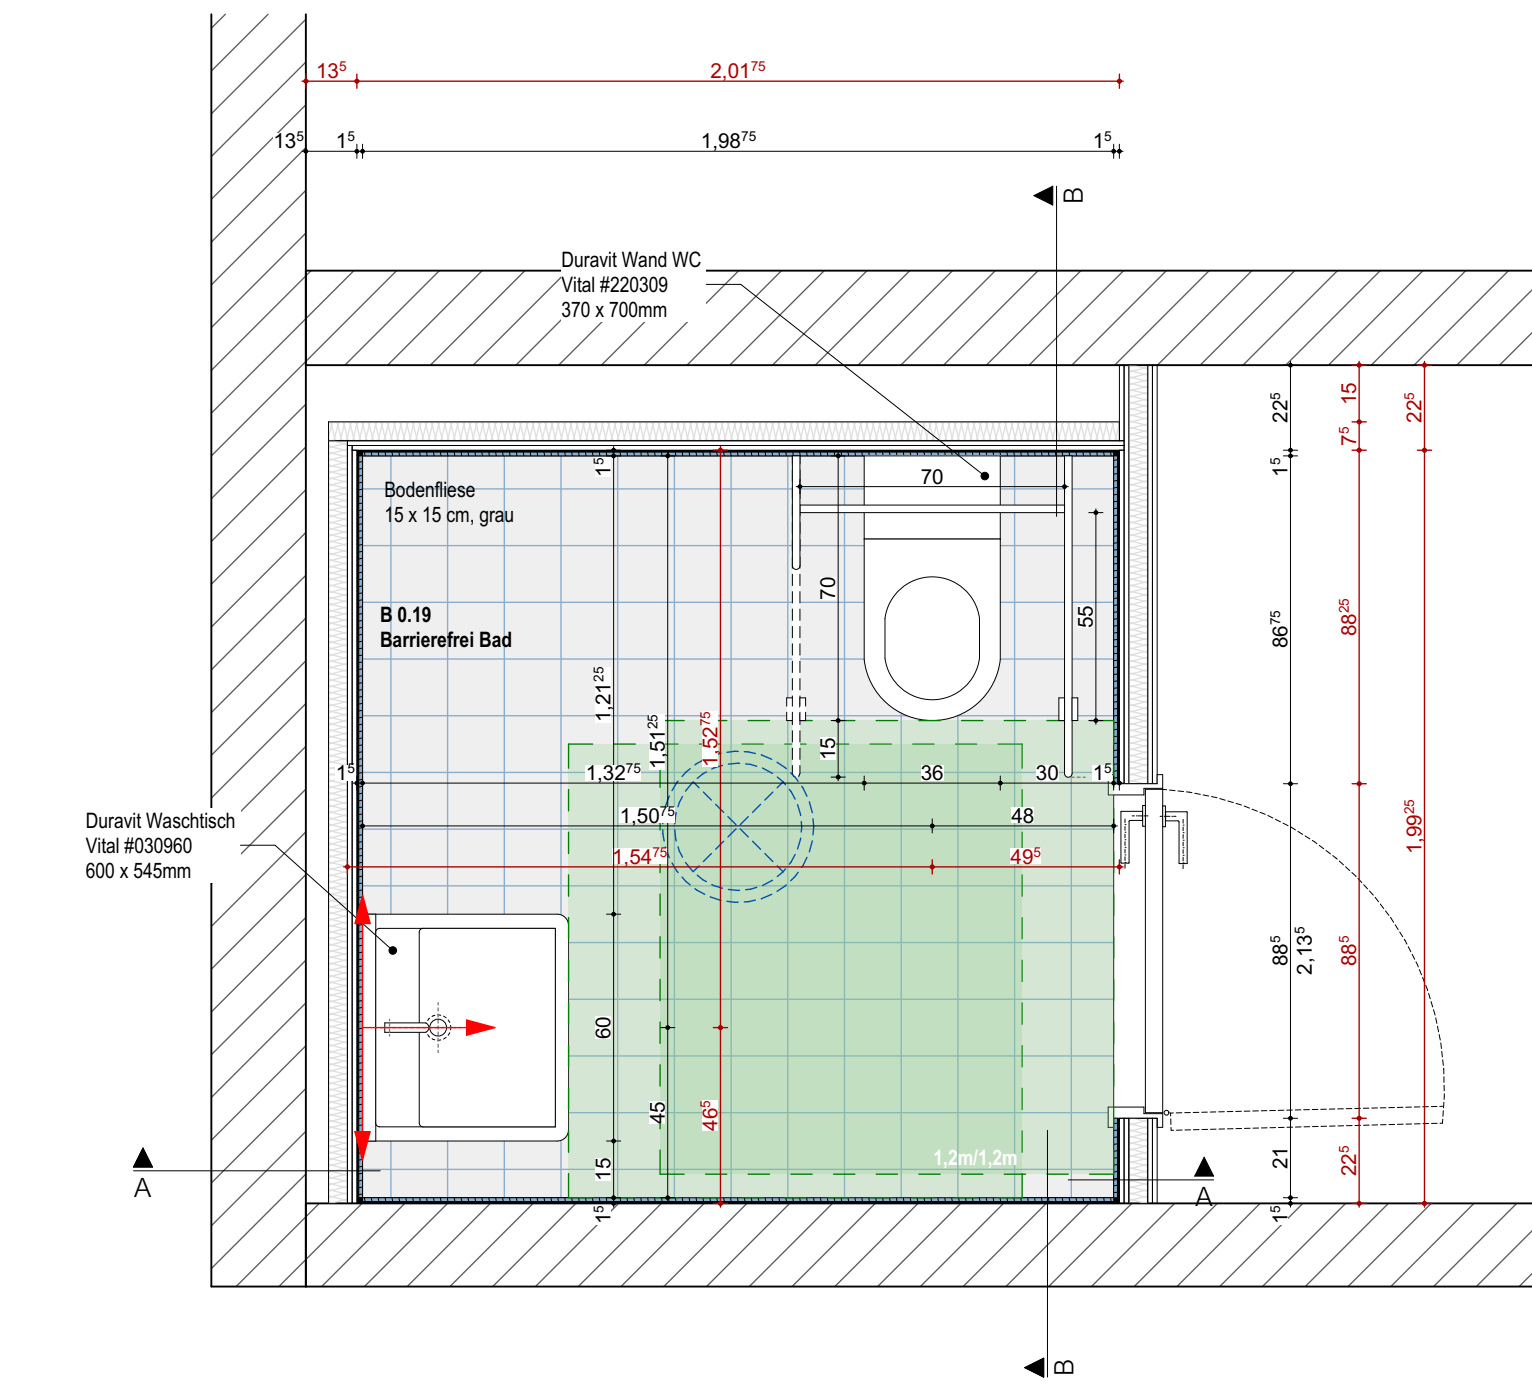 13⁵
2,01⁷⁵
13⁵
1⁵
1,98⁷⁵
1⁵
B
Duravit Wand WC
Vital #220309
370 x 700mm
22⁵
15
22⁵
7⁵
1⁵
1⁵
70
Bodenfliese
15 x 15 cm, grau
70
55
86⁷⁵
88²⁵
B 0.19
Barrierefrei Bad
1,21²⁵
1,51²⁵
1,52⁷⁵
15
1⁵
1,32⁷⁵
36
30
1⁵
1,50⁷⁵
48
1,54⁷⁵
49⁵
1,99²⁵
Duravit Waschtisch
Vital #030960
600 x 545mm
88⁵
2,13⁵
88⁵
60
45
46⁵
15
1,2m/1,2m
21
22⁵
A
A
1⁵
1⁵
B